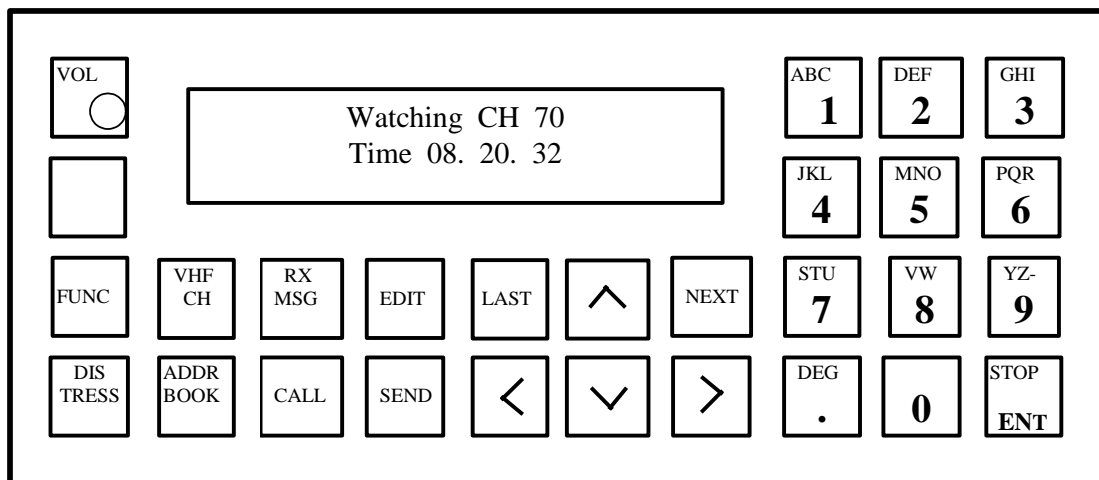 VOL
Watching CH 70
Time 08. 20. 32
ABC
1
DEF
2
GHI
3
JKL
4
MNO
5
PQR
6
FUNC
VHF
CH
RX
MSG
EDIT
LAST
NEXT
STU
7
VW
8
YZ-
9
DIS
TRESS
ADDR
BOOK
CALL
SEND
DEG
.
0
STOP
ENT